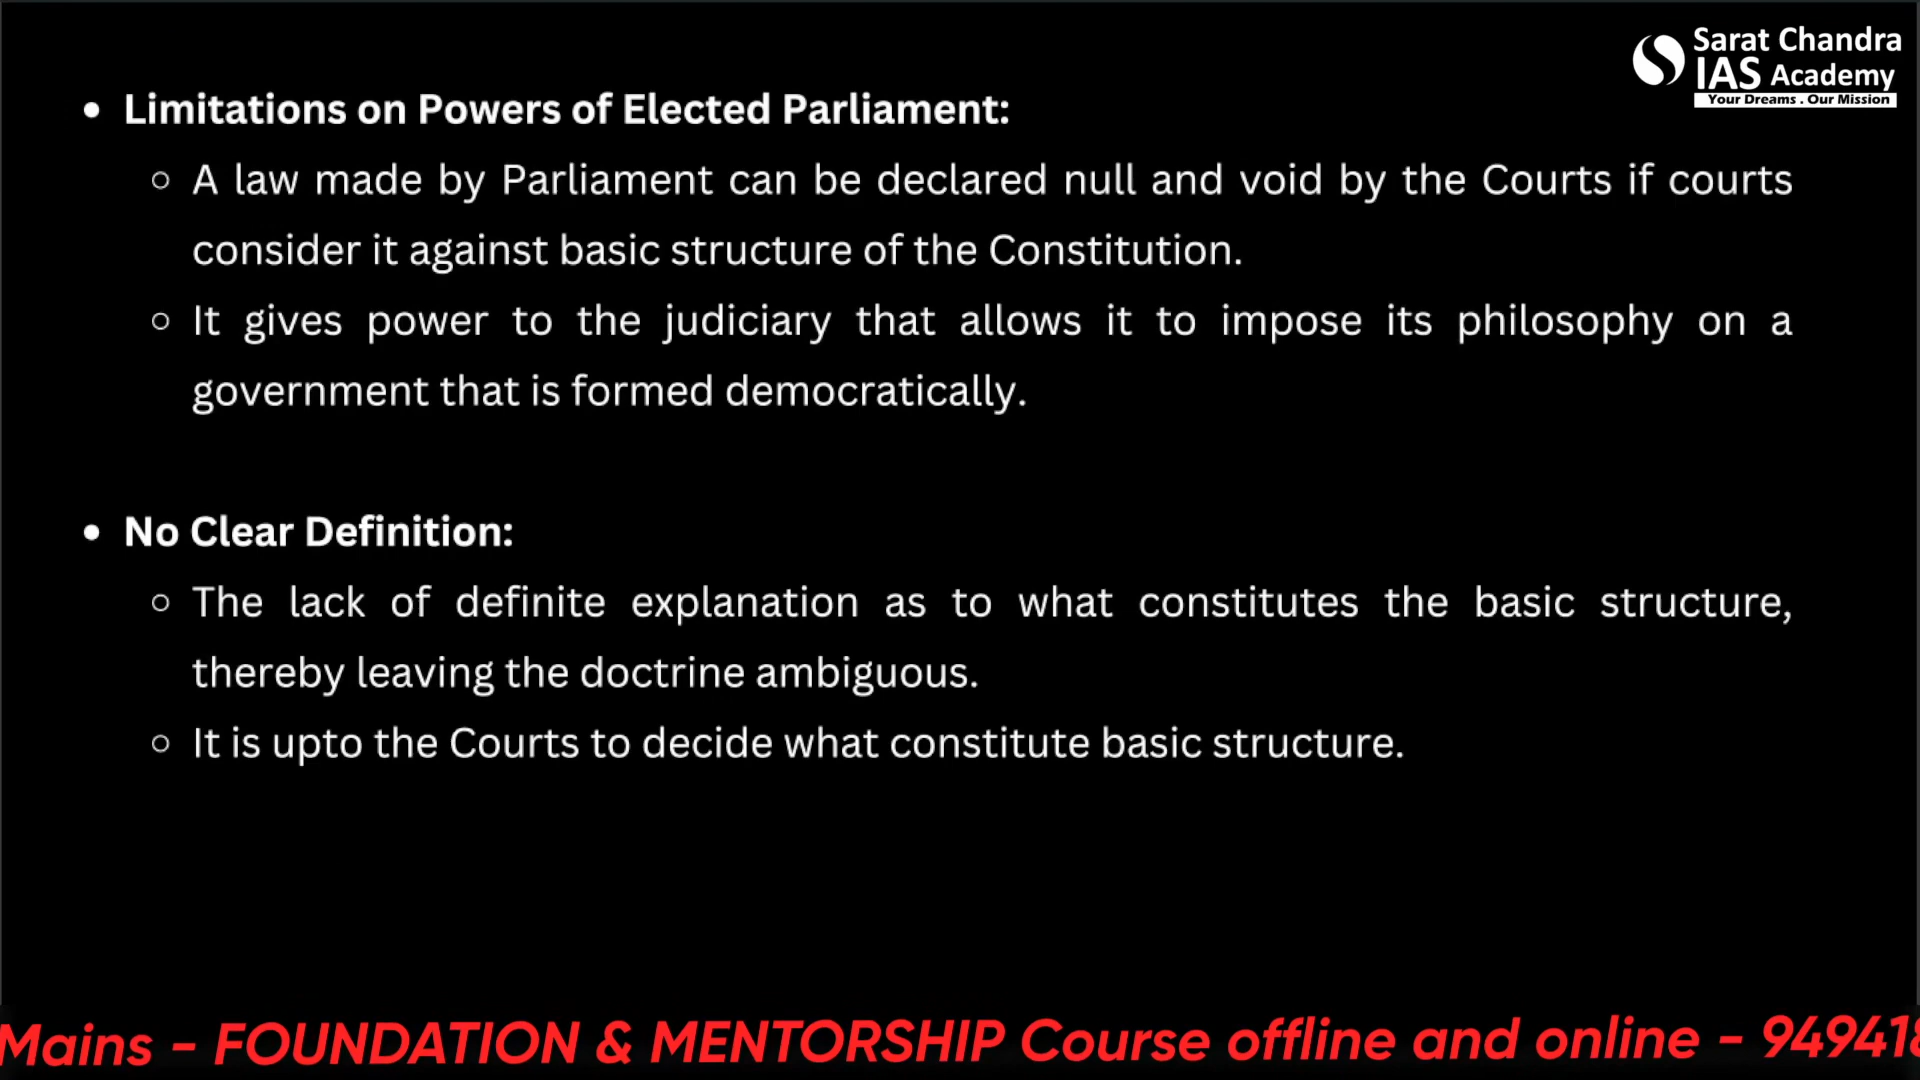 Sarat Chandra
IAS Academy
Your Dreams . Our Mission
• Limitations on Powers of Elected Parliament:
○ A law made by Parliament can be declared null and void by the Courts if courts
consider it against basic structure of the Constitution.
○ It gives power to the judiciary that allows it to impose its philosophy on a
government that is formed democratically.
• No Clear Definition:
○ The lack of definite explanation as to what constitutes the basic structure,
thereby leaving the doctrine ambiguous.
○ It is upto the Courts to decide what constitute basic structure.
Mains - FOUNDATION & MENTORSHIP Course offline and online - 949418